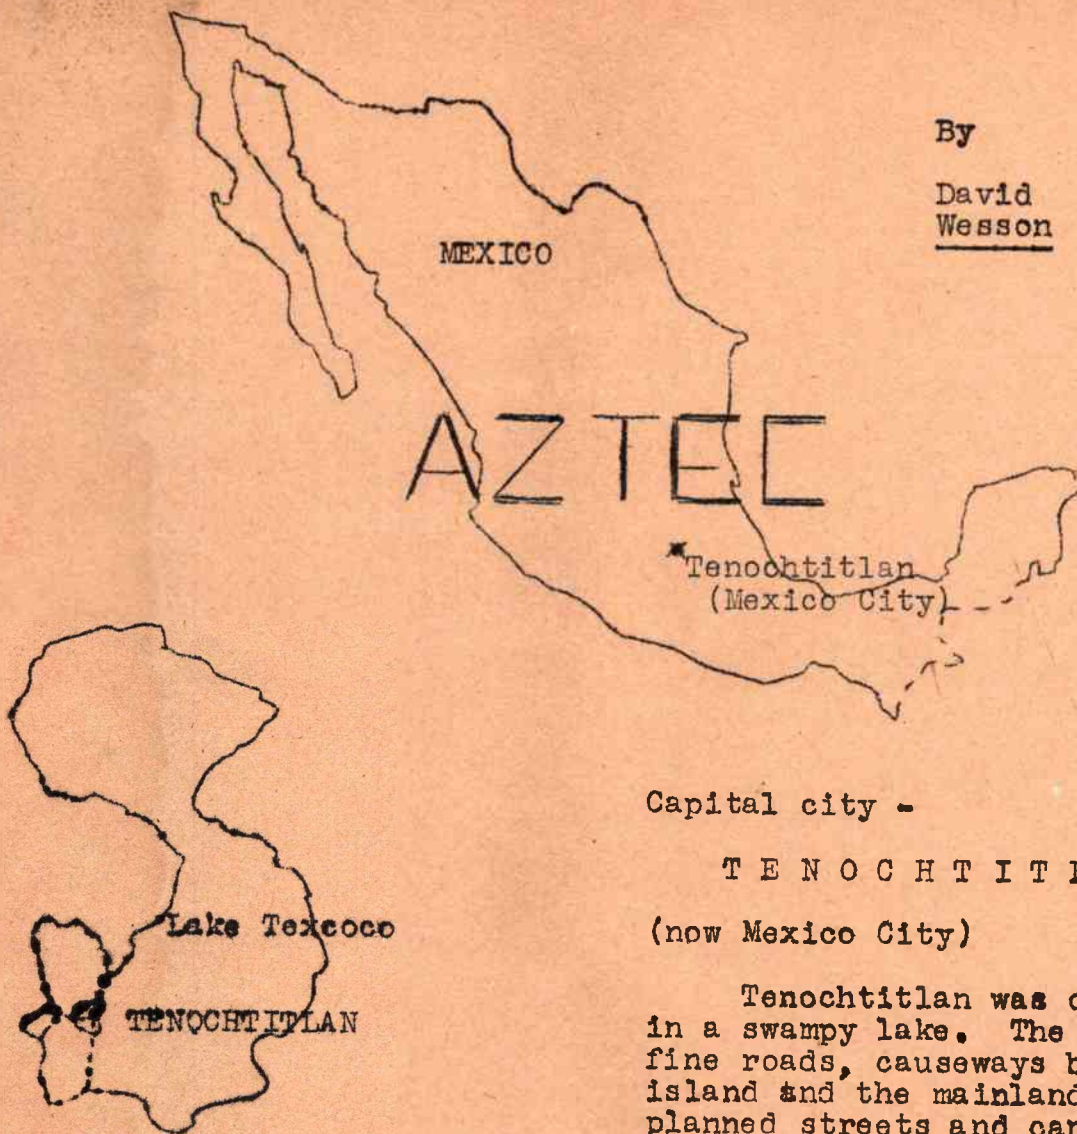 By
David
Wesson
MEXICO
AZTEC
Tenochtitlan
(Mexico City)
Lake Texcoco
TENOCHTITLAN
Capital city -
T E N O C H T I T
(now Mexico City)
Tenochtitlan was
in a swampy lake. The
fine roads, causeways
island and the mainland
planned streets and